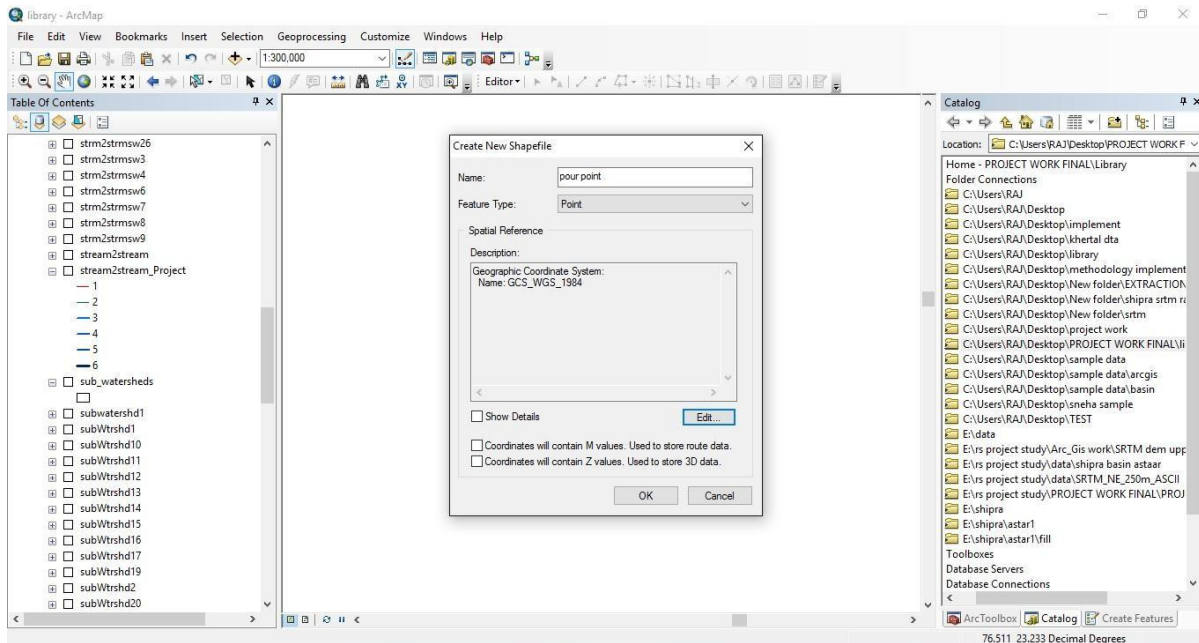 library - ArcMap
File Edit View Bookmarks Insert Selection Geoprocessing Customize Windows Help
1:300,000
Editor
Table Of Contents
strm2strmsw26
strm2strmsw3
strm2strmsw4
strm2strmsw6
strm2strmsw7
strm2strmsw8
strm2strmsw9
stream2stream
stream2stream_Project
1
2
3
4
5
6
sub_watersheds
subwatershd1
subWtrshd1
subWtrshd10
subWtrshd11
subWtrshd12
subWtrshd13
subWtrshd14
subWtrshd15
subWtrshd16
subWtrshd17
subWtrshd19
subWtrshd2
subWtrshd20
Create New Shapefile
Name: pour point
Feature Type: Point
Spatial Reference
Description:
Geographic Coordinate System:
Name: GCS_WGS_1984
Show Details Edit...
Coordinates will contain M values. Used to store route data.
Coordinates will contain Z values. Used to store 3D data.
OK Cancel
Catalog
Location: C:\Users\RAJ\Desktop\PROJECT WORK F
Home - PROJECT WORK FINAL\Library
Folder Connections
C:\Users\RAJ
C:\Users\RAJ\Desktop
C:\Users\RAJ\Desktop\implement
C:\Users\RAJ\Desktop\khertal dta
C:\Users\RAJ\Desktop\library
C:\Users\RAJ\Desktop\methodology implement
C:\Users\RAJ\Desktop\New folder\EXTRACTION
C:\Users\RAJ\Desktop\New folder\shipra srtm ra
C:\Users\RAJ\Desktop\New folder\srtm
C:\Users\RAJ\Desktop\project work
C:\Users\RAJ\Desktop\PROJECT WORK FINAL\li
C:\Users\RAJ\Desktop\sample data
C:\Users\RAJ\Desktop\sample data\arcgis
C:\Users\RAJ\Desktop\sample data\basin
C:\Users\RAJ\Desktop\sneha sample
C:\Users\RAJ\Desktop\TEST
E:\data
E:\rs project study\Arc_Gis work\SRTM dem upp
E:\rs project study\data\shipra basin astaar
E:\rs project study\data\SRTM_NE_250m_ASCII
E:\rs project study\PROJECT WORK FINAL\PROJ
E:\shipra
E:\shipra\astar1
E:\shipra\astar1\fill
Toolboxes
Database Servers
Database Connections
ArcToolbox Catalog Create Features
76.511 23.233 Decimal Degrees